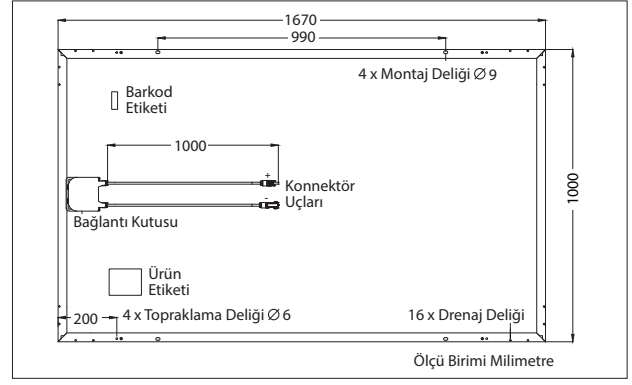 1670
990
4 x Montaj Deliği Ø 9
Barkod
Etiketi
1000
+
Konnektör
-
Uçları
1000
Bağlantı Kutusu
Ürün
Etiketi
200
4 x Topraklama Deliği Ø 6
16 x Drenaj Deliği
Ölçü Birimi Milimetre